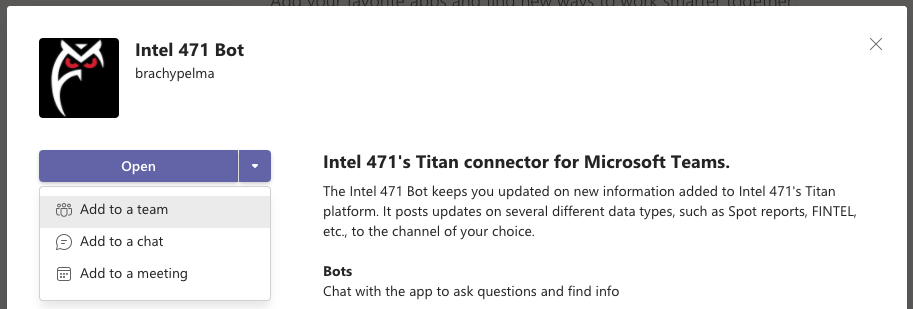 Add your favorite apps and find new ways to work smarter together
Intel 471 Bot
brachypelma
Open
Add to a team
Add to a chat
Add to a meeting
Intel 471's Titan connector for Microsoft Teams.
The Intel 471 Bot keeps you updated on new information added to Intel 471's Titan
platform. It posts updates on several different data types, such as Spot reports, FINTEL,
etc., to the channel of your choice.
Bots
Chat with the app to ask questions and find info